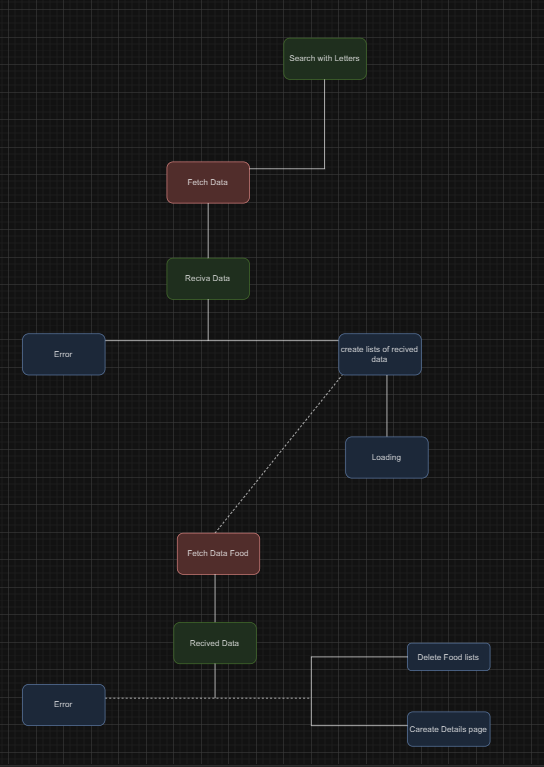 Search with Letters
Fetch Data
Reciva Data
Error
create lists of recived
data
Loading
Fetch Data Food
Recived Data
Delete Food lists
Error
Careate Details page